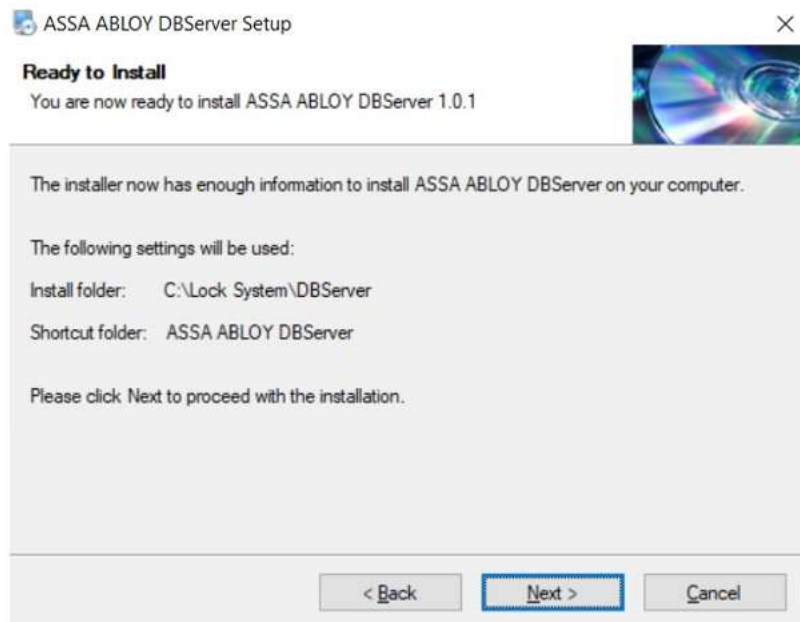 ASSA ABLOY DBServer Setup
Ready to Install
You are now ready to install ASSA ABLOY DBServer 1.0.1
The installer now has enough information to install ASSA ABLOY DBServer on your computer.
The following settings will be used:
Install folder: C:\Lock System\DBServer
Shortcut folder: ASSA ABLOY DBServer
Please click Next to proceed with the installation.
< Back Next > Cancel